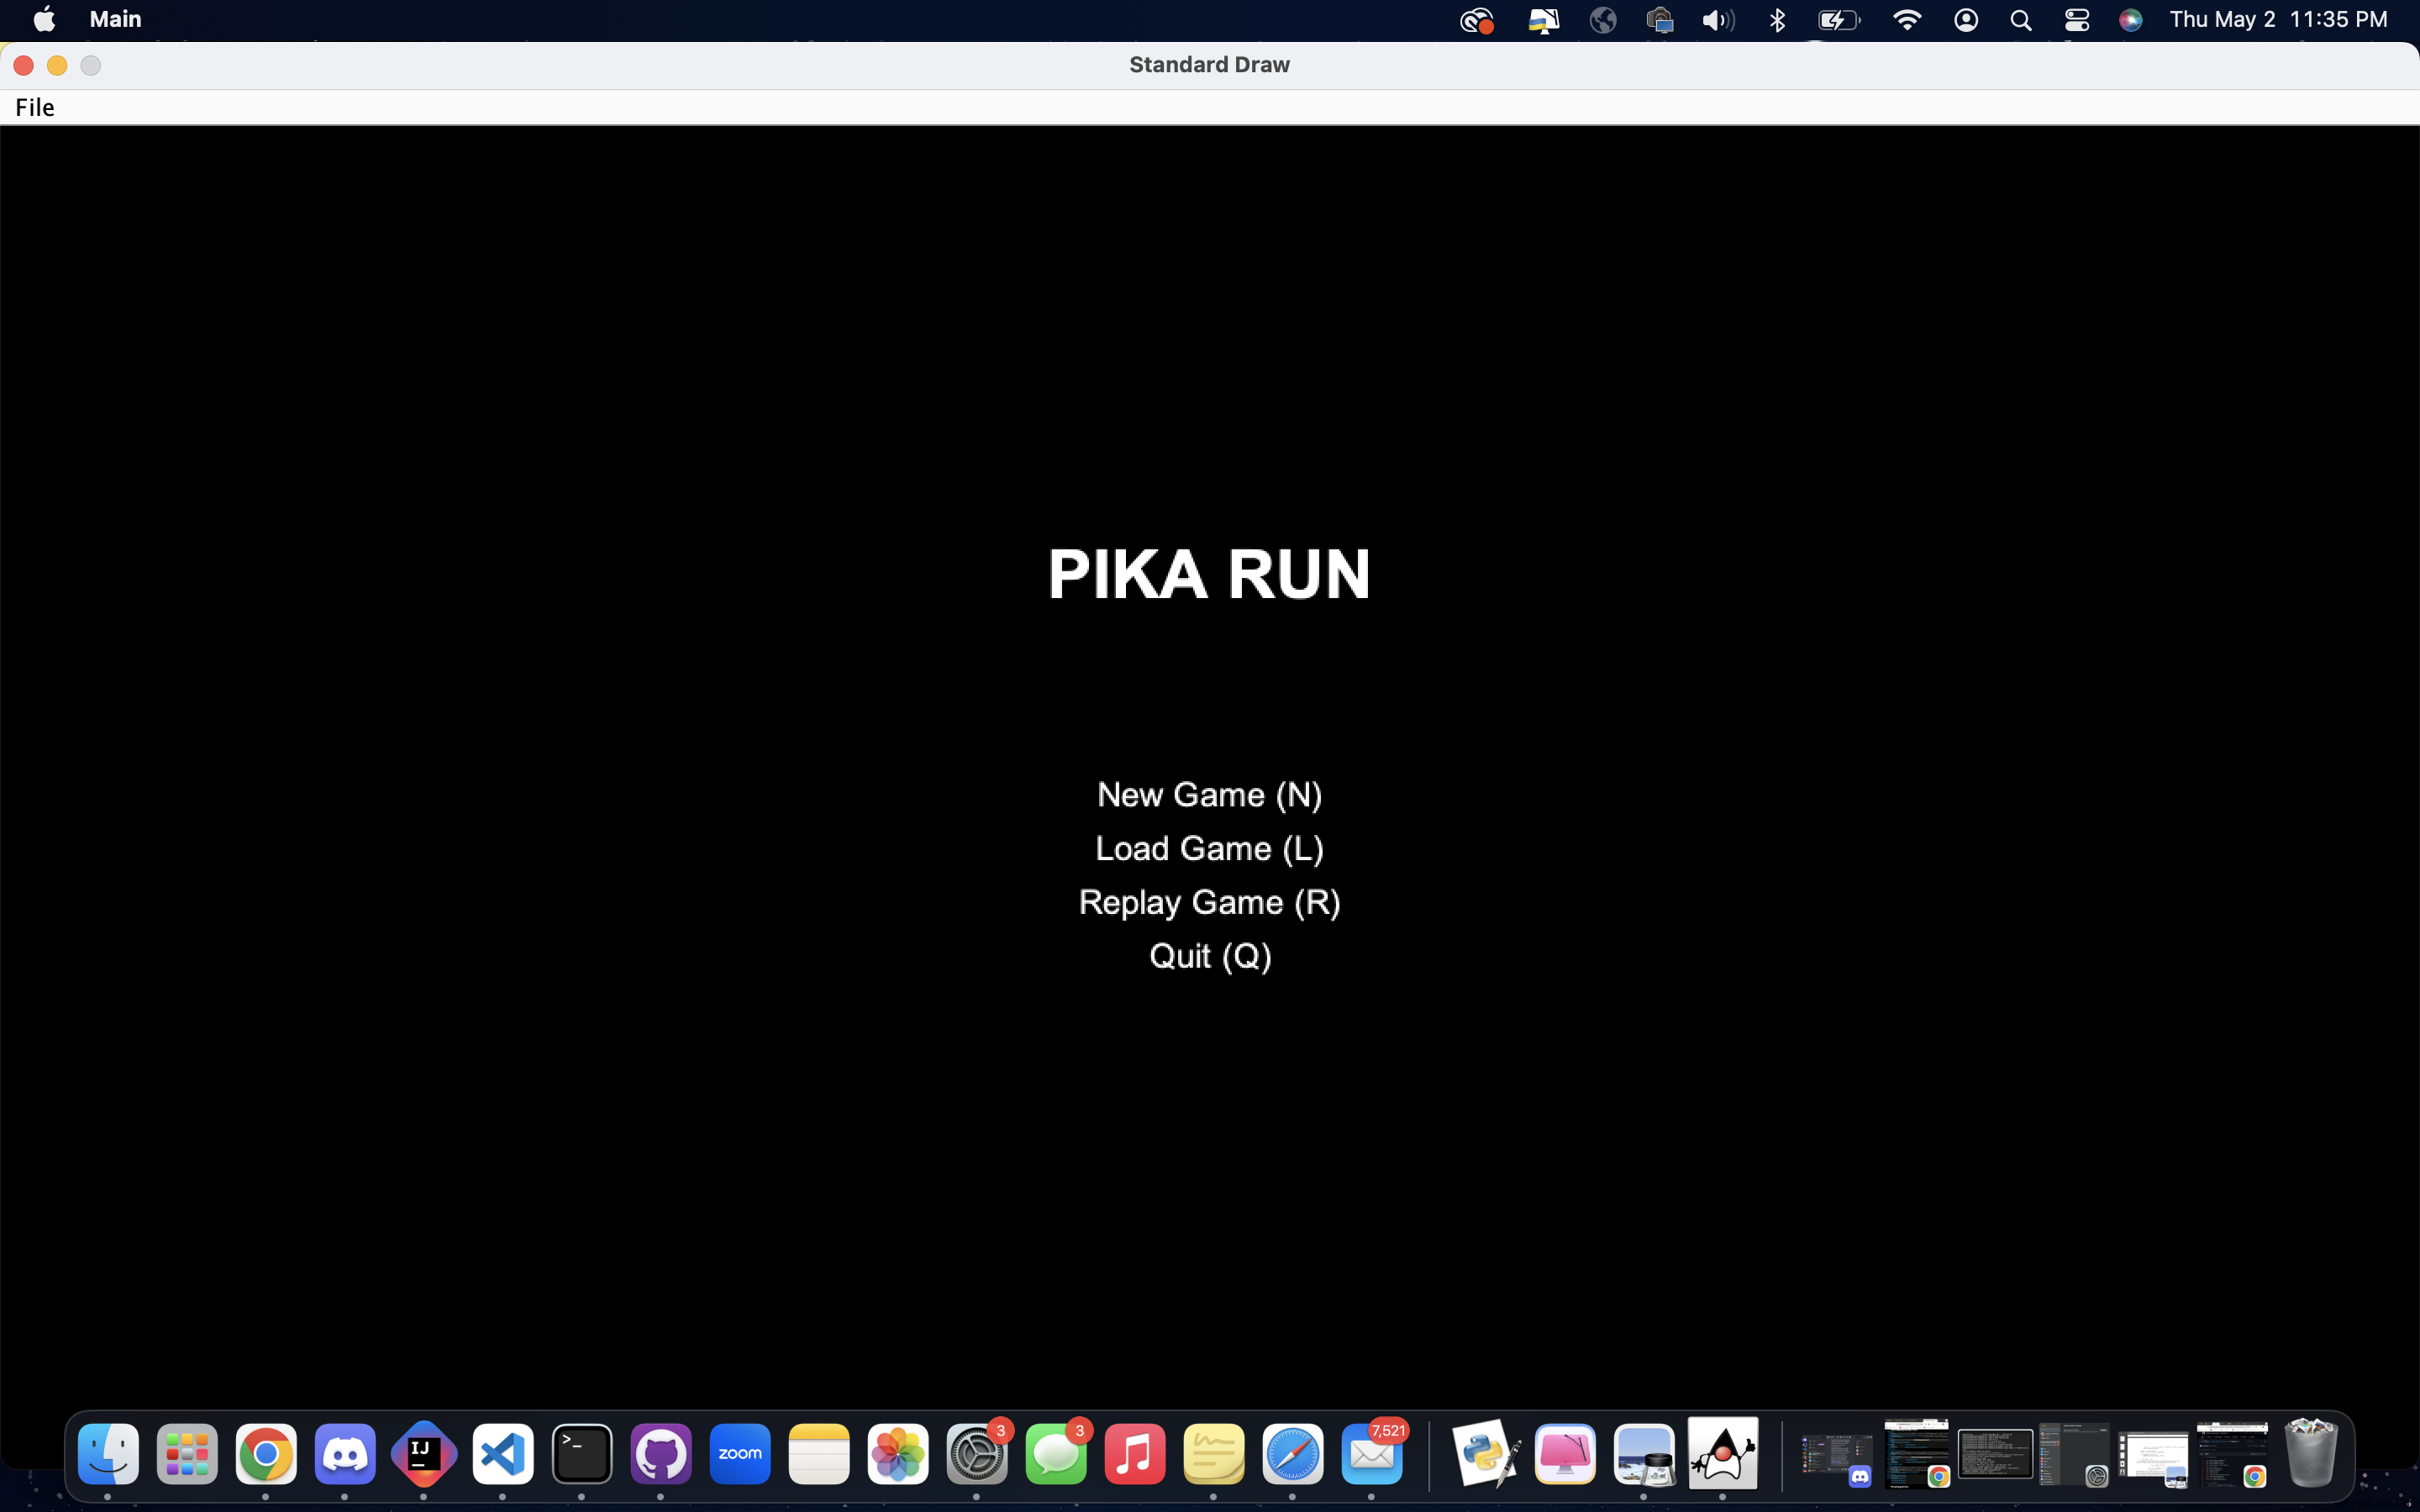 Main
Thu May 2 11:35 PM
Standard Draw
File
PIKA RUN
New Game (N)
Load Game (L)
Replay Game (R)
Quit (Q)
IJ
>_
zoom
3
3
7,521